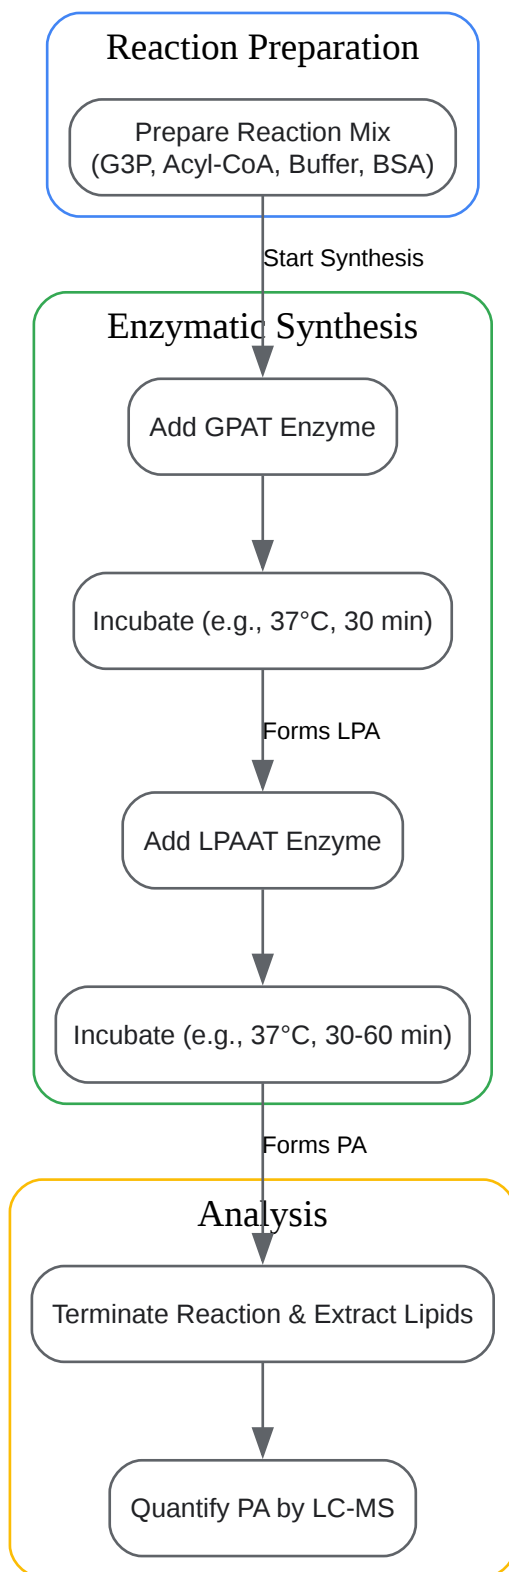 Reaction Preparation
Prepare Reaction Mix
(G3P, Acyl-CoA, Buffer, BSA)
Start Synthesis
Enzymatic Synthesis
Add GPAT Enzyme
Incubate (e.g., 37°C, 30 min)
Forms LPA
Add LPAAT Enzyme
Incubate (e.g., 37°C, 30-60 min)
Forms PA
Analysis
Terminate Reaction & Extract Lipids
Quantify PA by LC-MS